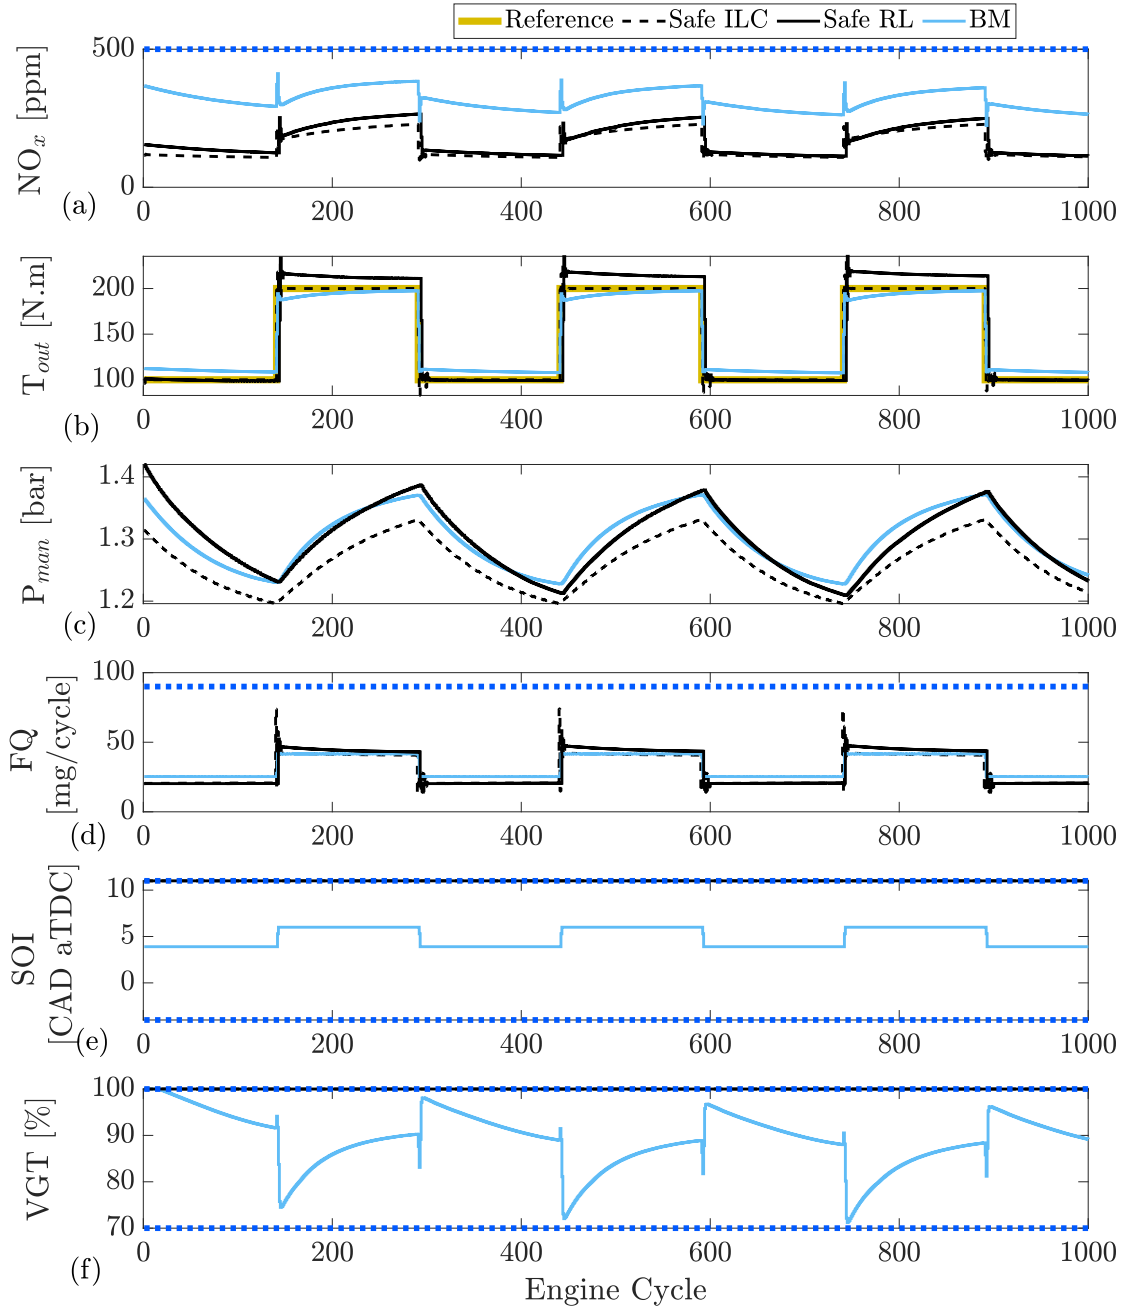 Reference Safe ILC Safe RL BM
NOx [ppm]
500
0
0 200 400 600 800 1000
(a)
Tout [N.m]
200
150
100
0 200 400 600 800 1000
(b)
Pman [bar]
1.4
1.3
1.2
0 200 400 600 800 1000
(c)
FQ
[mg/cycle]
100
50
0
0 200 400 600 800 1000
(d)
SOI
[CAD aTDC]
10
5
0
0 200 400 600 800 1000
(e)
VGT [%]
100
90
80
70
0 200 400 600 800 1000
(f)
Engine Cycle